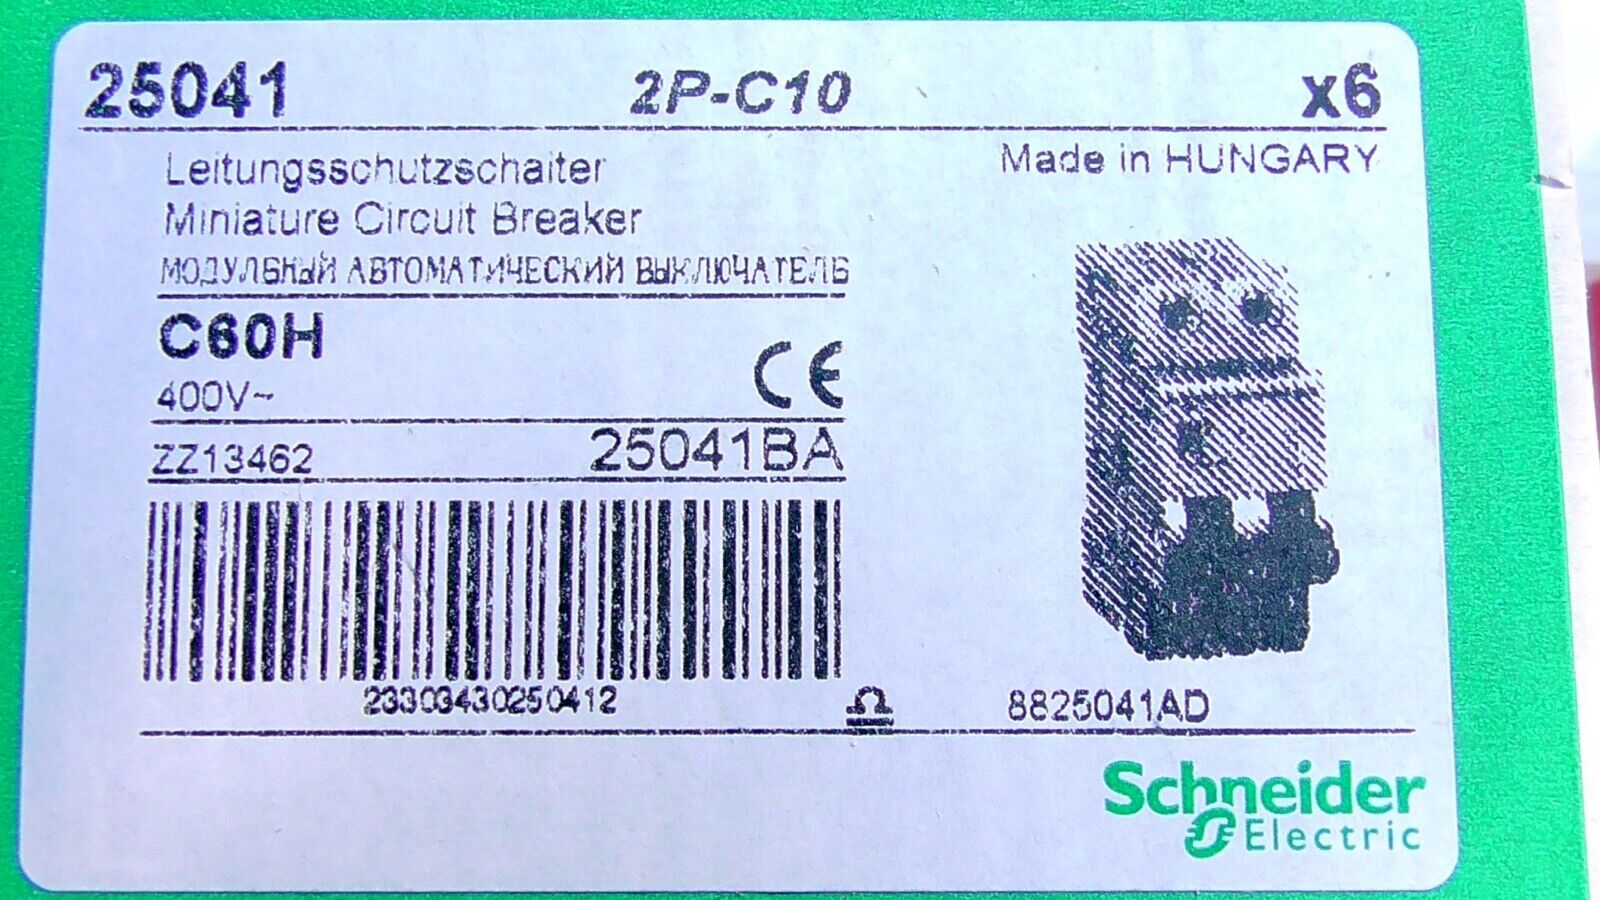 25041 2P-C10 x6
Leitungsschutzschalter Made in HUNGARY
Miniature Circuit Breaker
МОДУЛЬНЫЙ АВТОМАТИЧЕСКИЙ ВЫКЛЮЧАТЕЛЬ
C60H
400V~ CE
ZZ13462 25041BA
23303430250412 8825041AD
Schneider
Electric